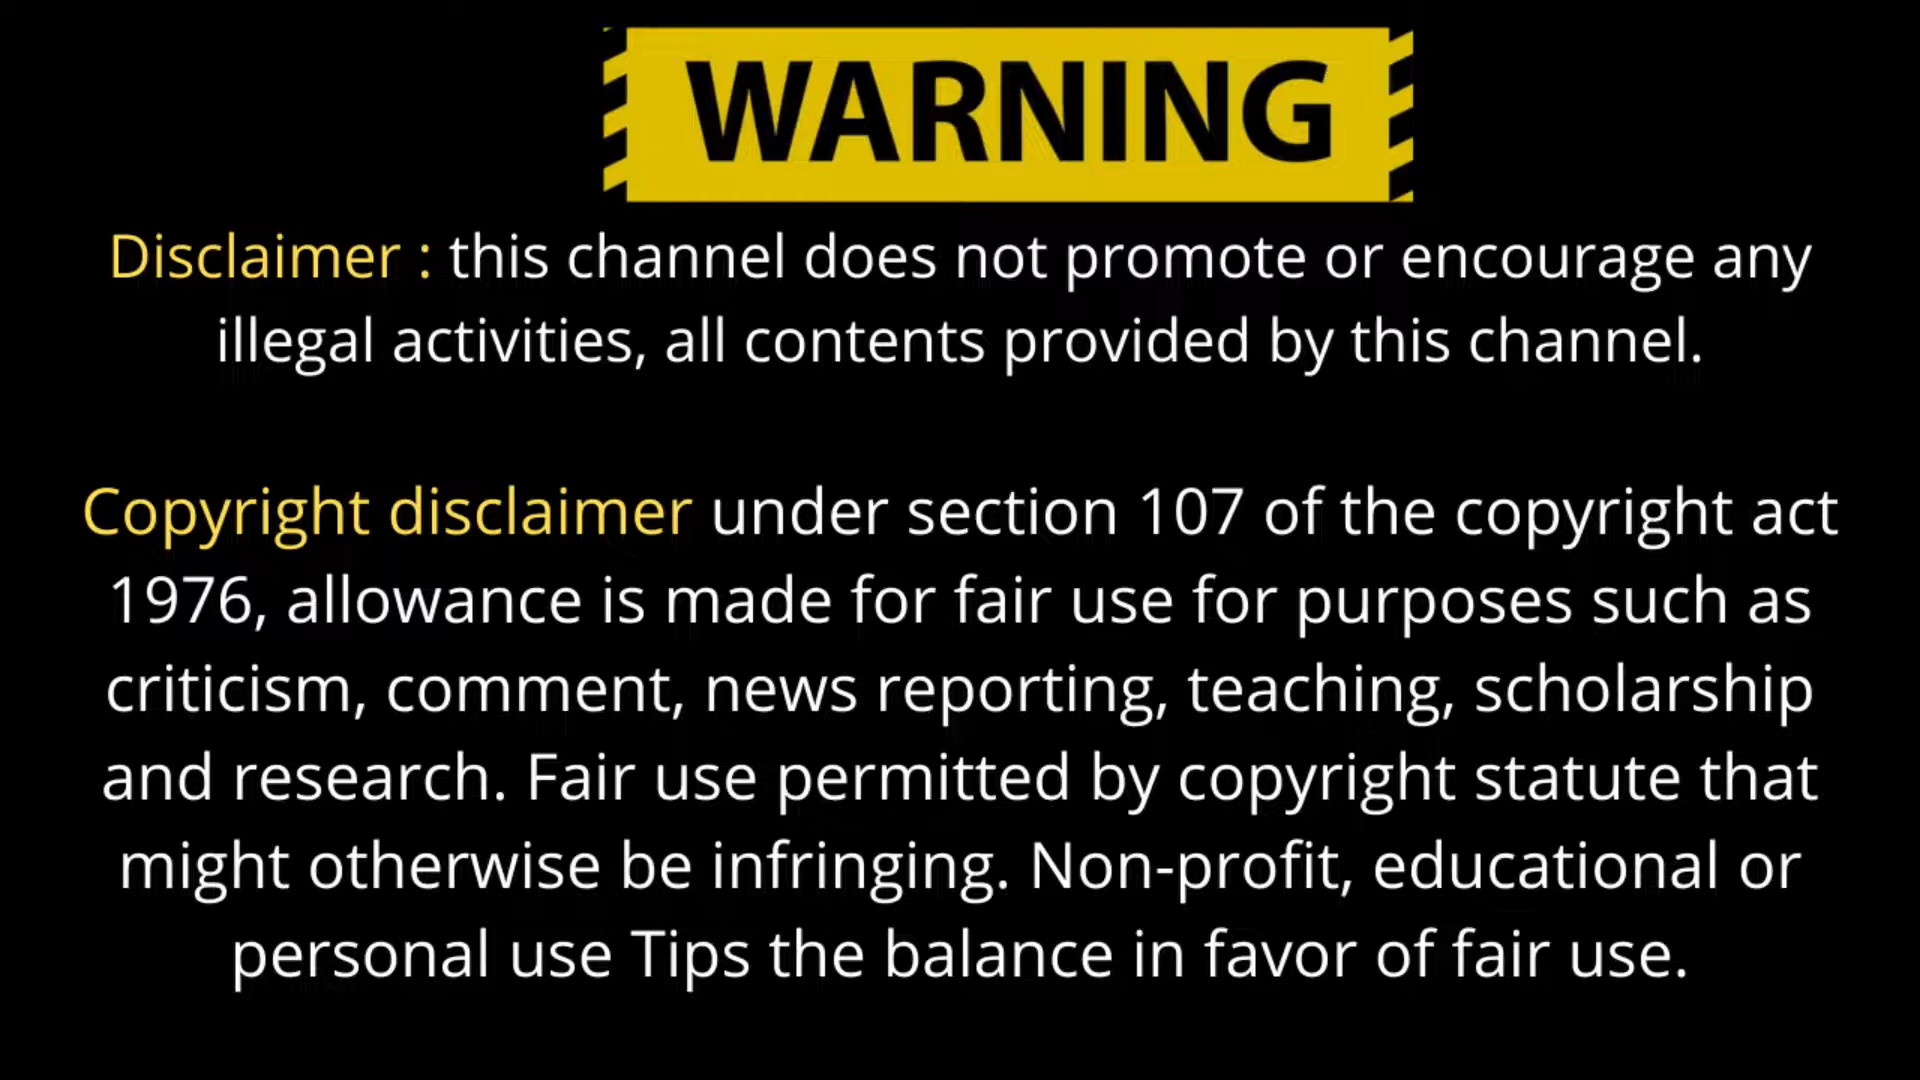 WARNING
Disclaimer : this channel does not promote or encourage any
illegal activities, all contents provided by this channel.
Copyright disclaimer under section 107 of the copyright act
1976, allowance is made for fair use for purposes such as
criticism, comment, news reporting, teaching, scholarship
and research. Fair use permitted by copyright statute that
might otherwise be infringing. Non-profit, educational or
personal use Tips the balance in favor of fair use.